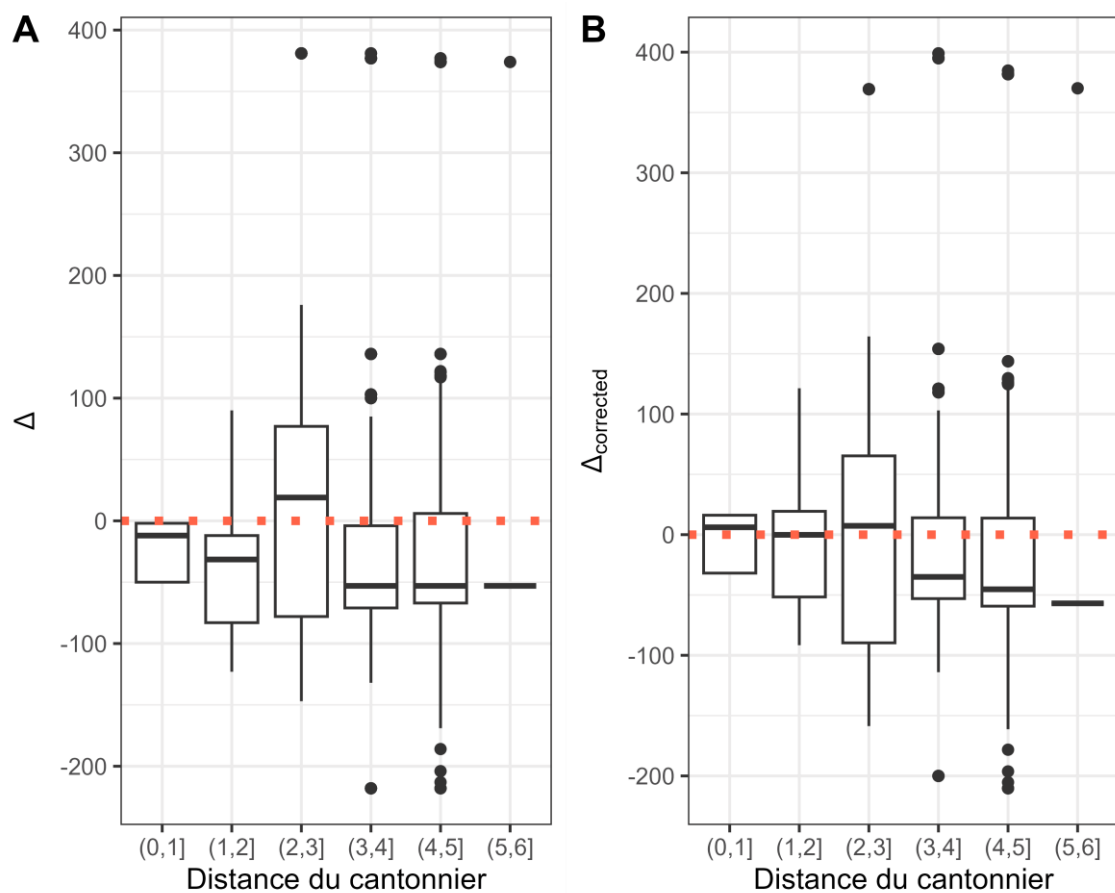 A
Δ
400
300
200
100
0
-100
-200
(0,1] (1,2] (2,3] (3,4] (4,5] (5,6]
Distance du cantonnier
B
Δcorrected
400
300
200
100
0
-100
-200
(0,1] (1,2] (2,3] (3,4] (4,5] (5,6]
Distance du cantonnier